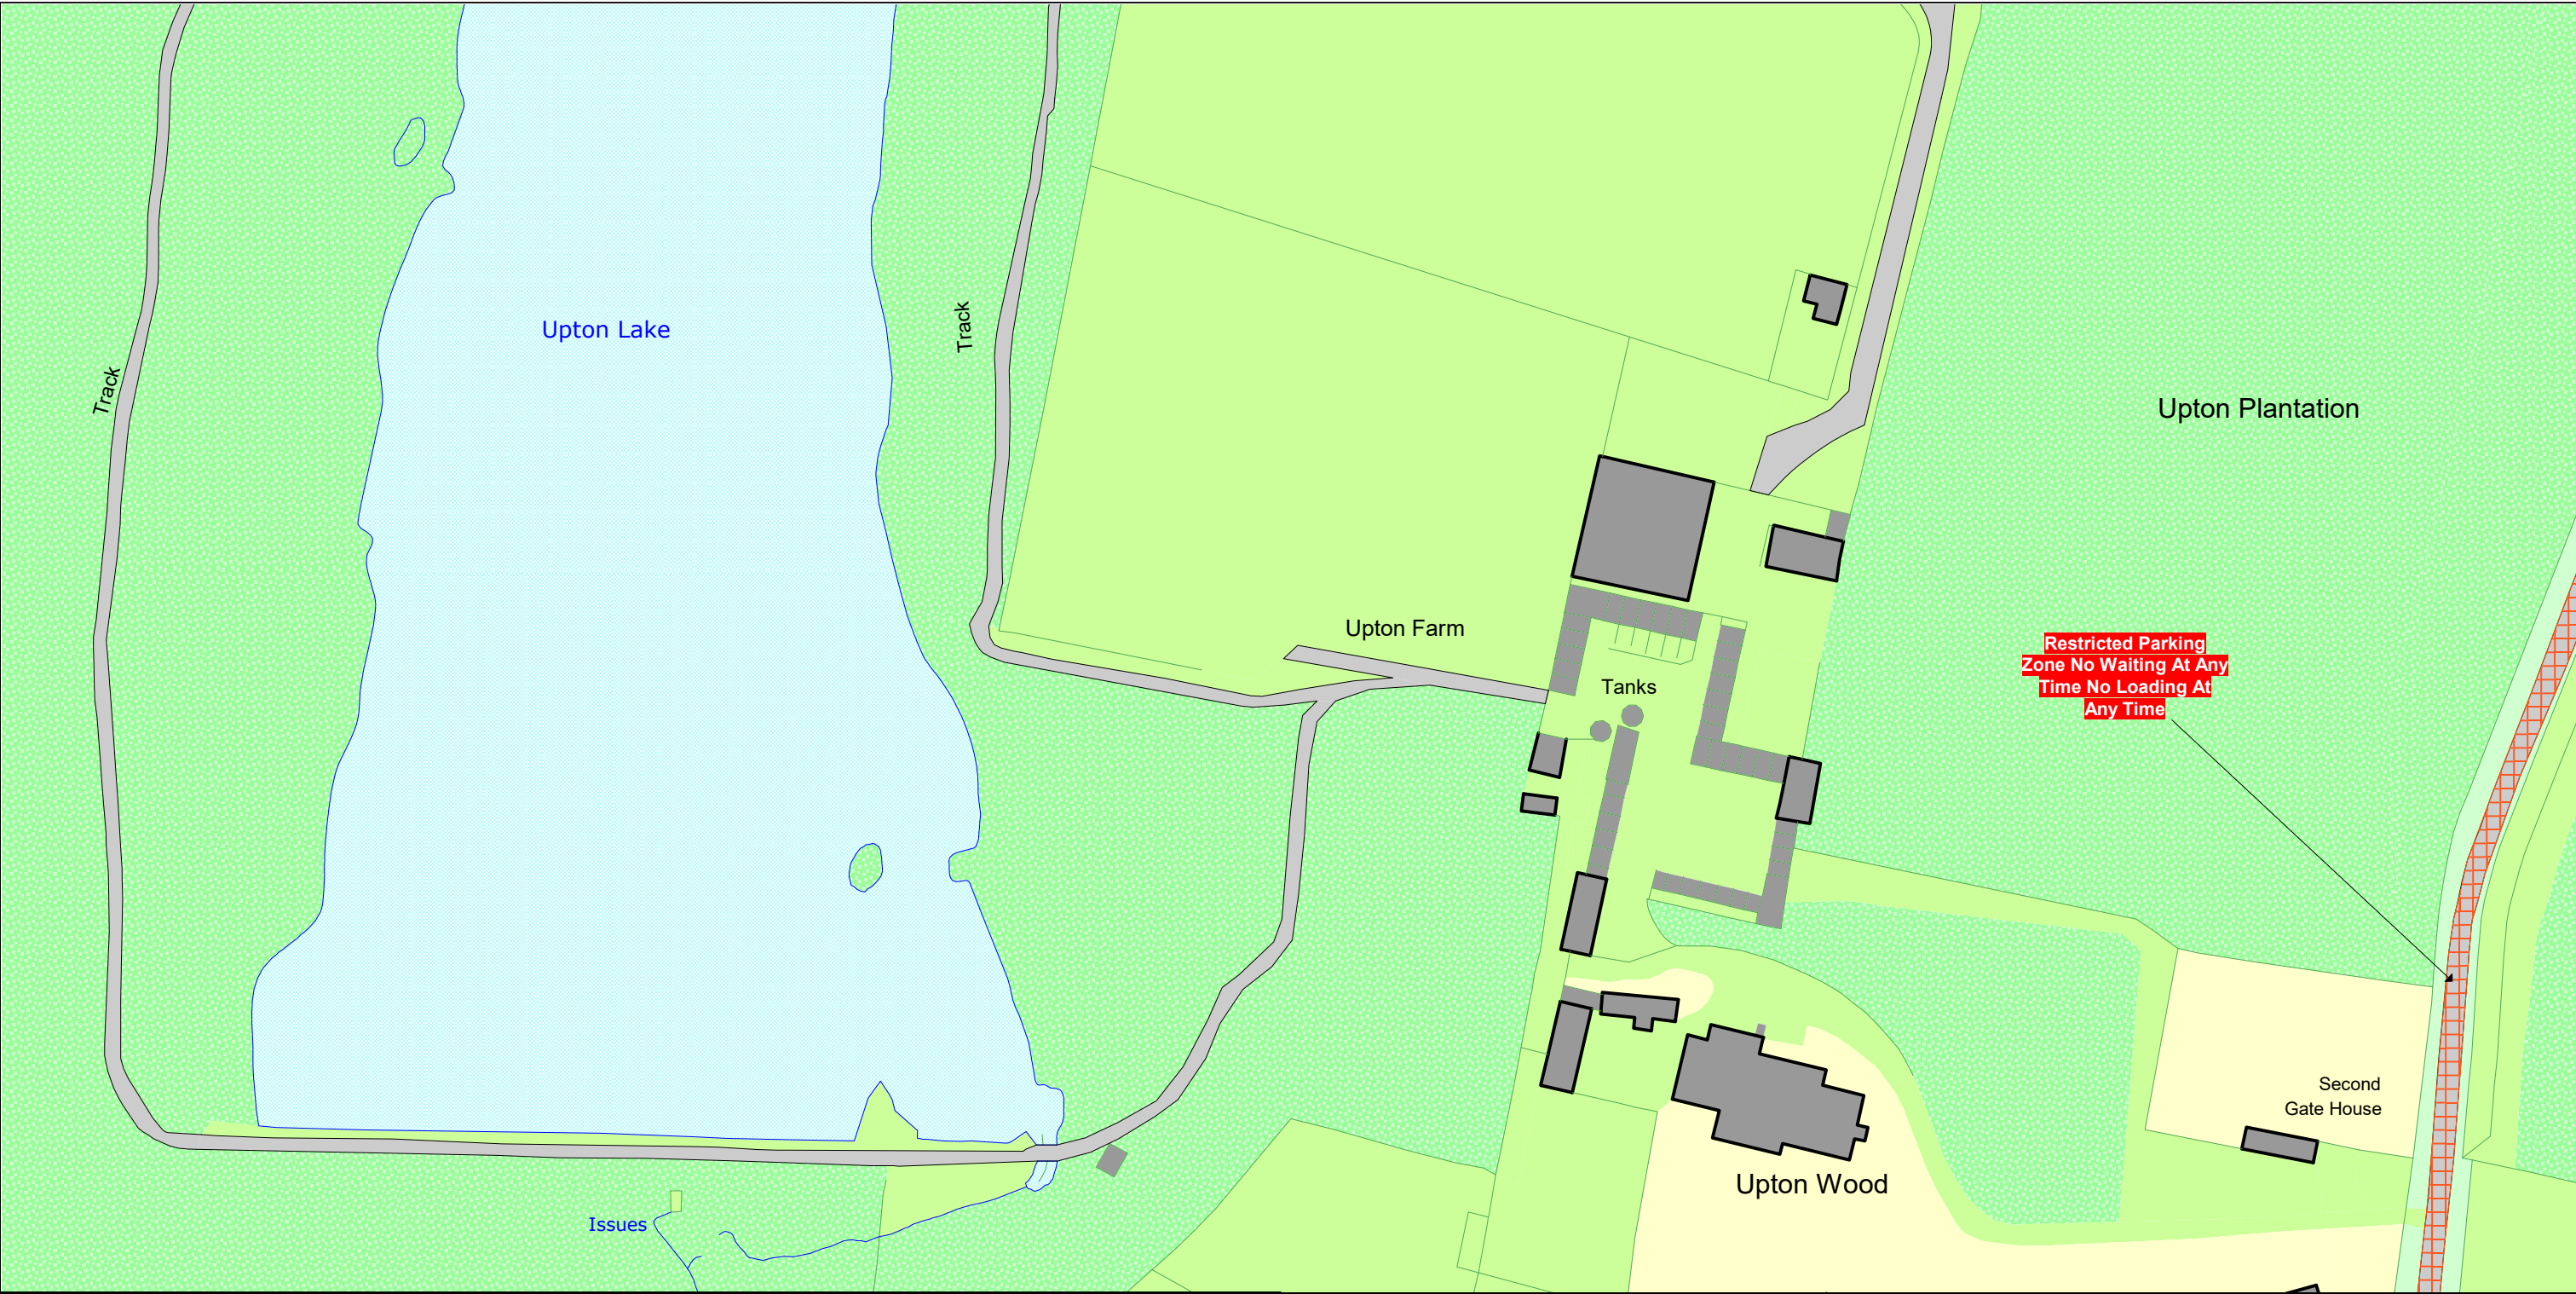 Upton Lake
Track
Track
Upton Plantation
Upton Farm
Restricted Parking
Zone No Waiting At Any
Time No Loading At
Any Time
Tanks
Second
Gate House
Upton Wood
Issues